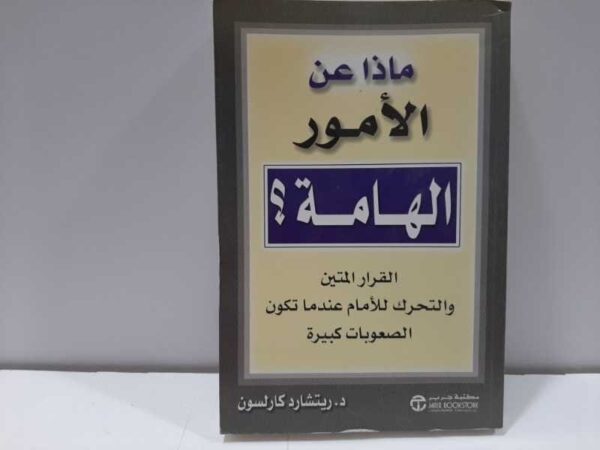 ماذا عن
الأمور
الهامة؟
القرار المتين
والتحرك للأمام عندما تكون
الصعوبات كبيرة
د. ريتشارد كارلسون
مكتبة جرير
JARIR BOOKSTORE